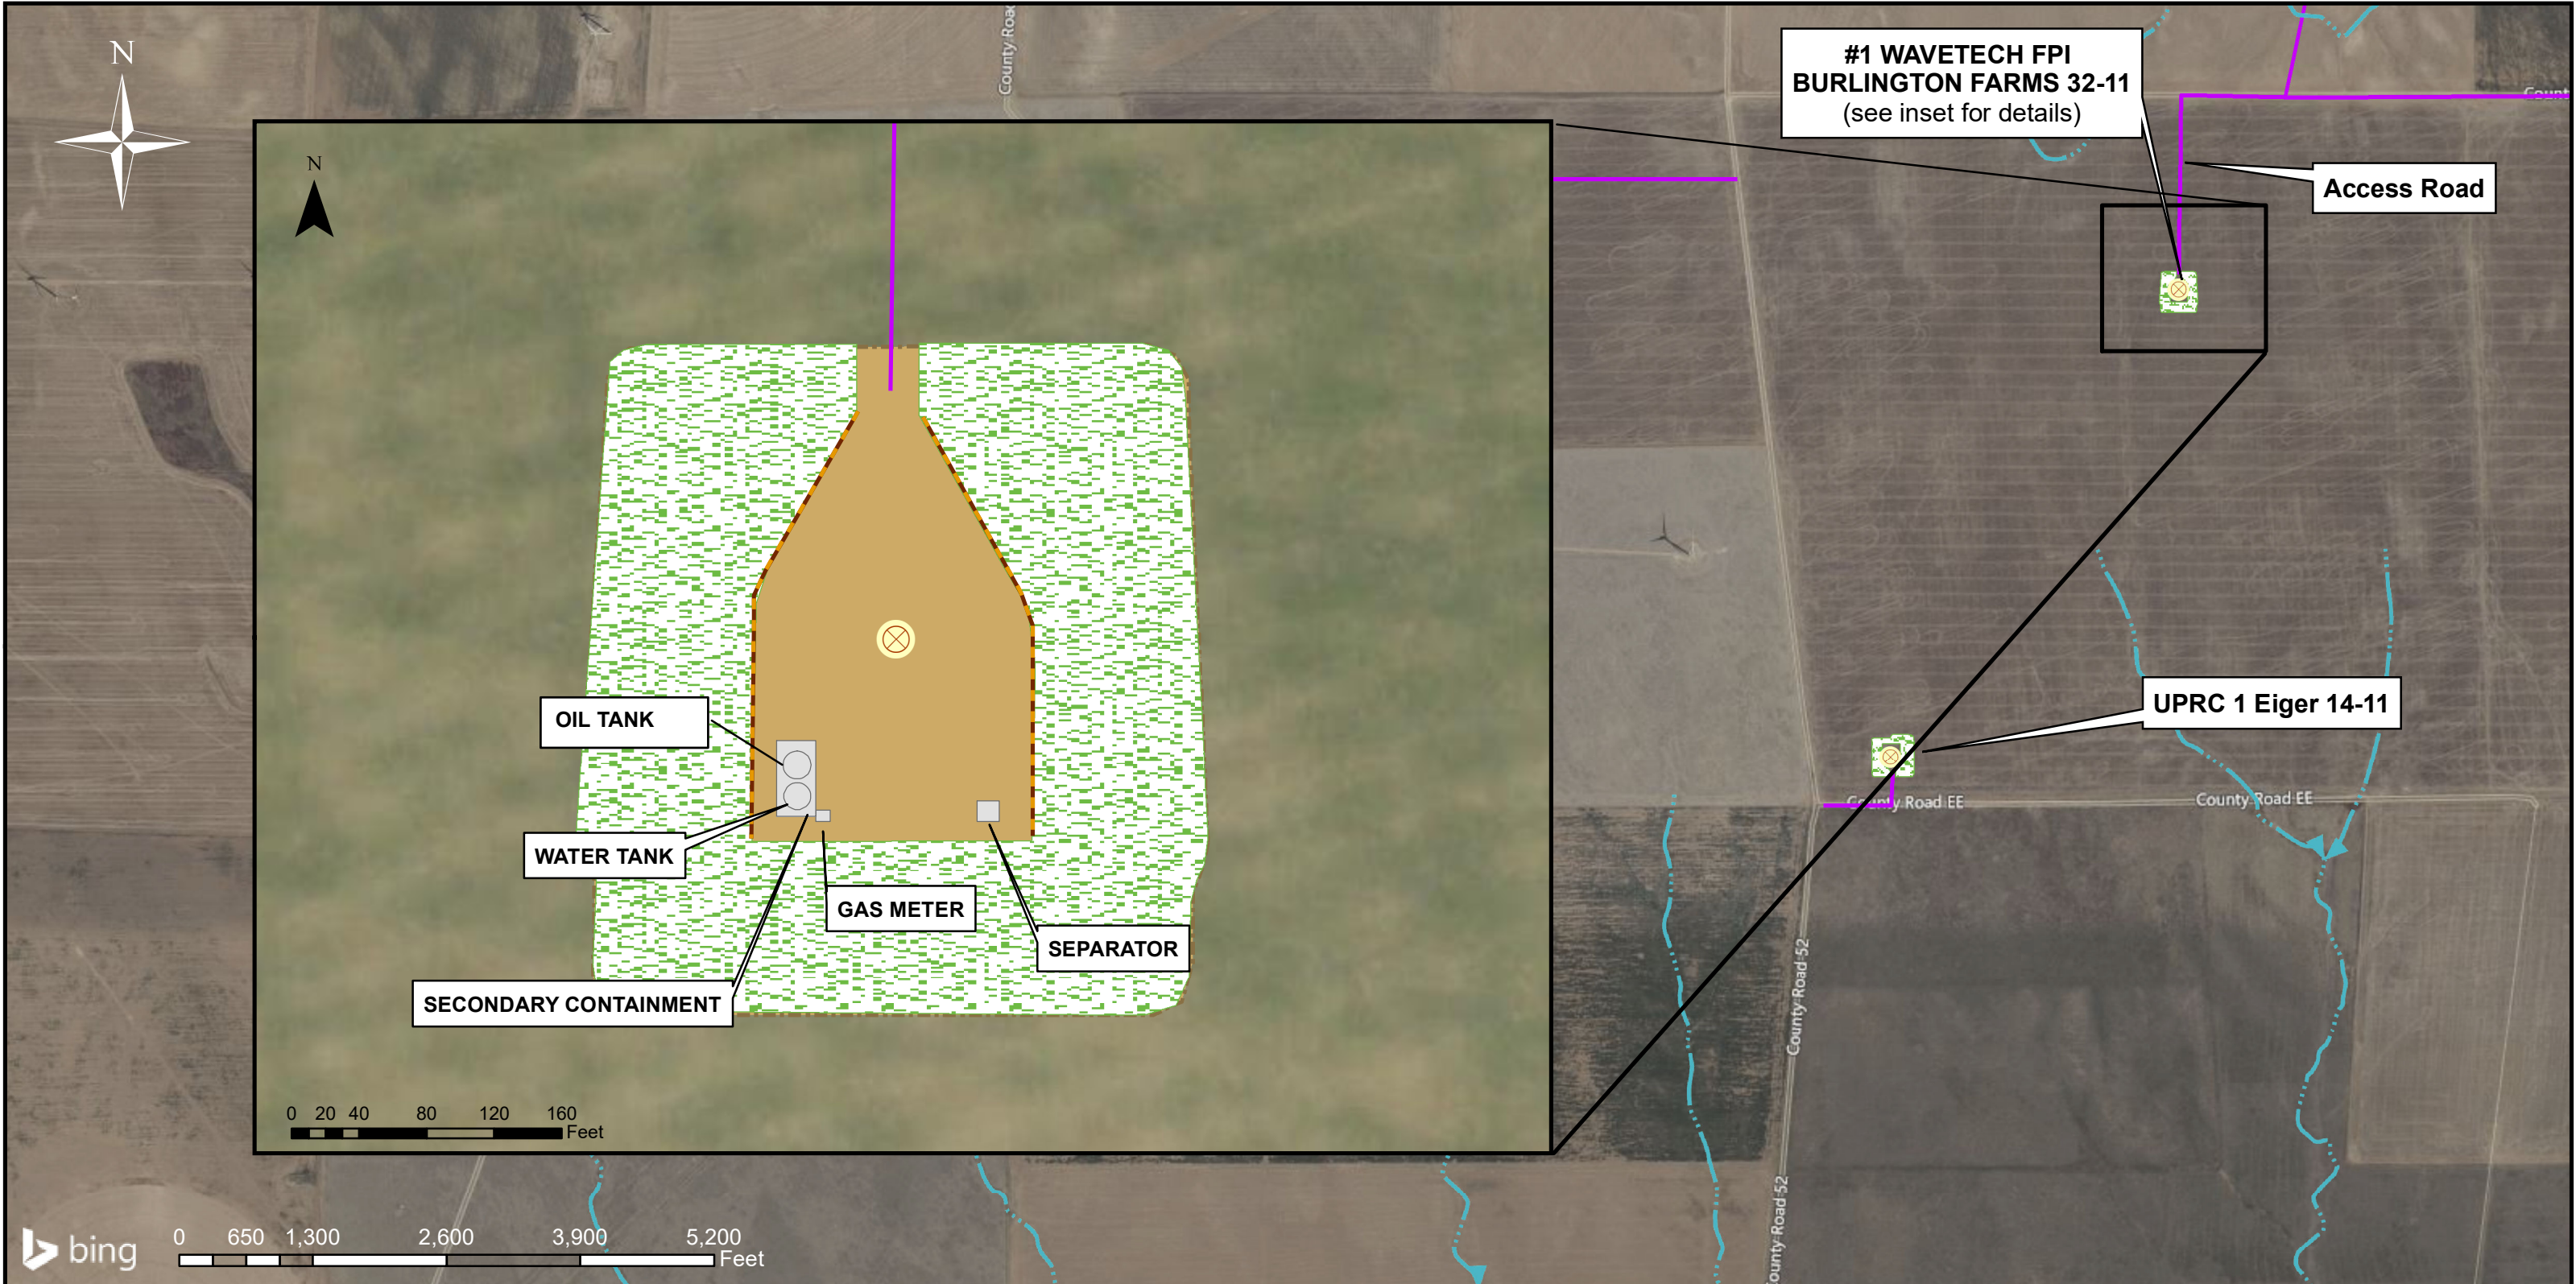 N
County Roa
#1 WAVETECH FPI
BURLINGTON FARMS 32-11
(see inset for details)
Count
N
Access Road
OIL TANK
UPRC 1 Eiger 14-11
County Road EE
County Road EE
WATER TANK
GAS METER
SEPARATOR
County Road 52
SECONDARY CONTAINMENT
0 20 40 80 120 160
Feet
ounty Road 52
bing
0 650 1,300 2,600 3,900 5,200
Feet